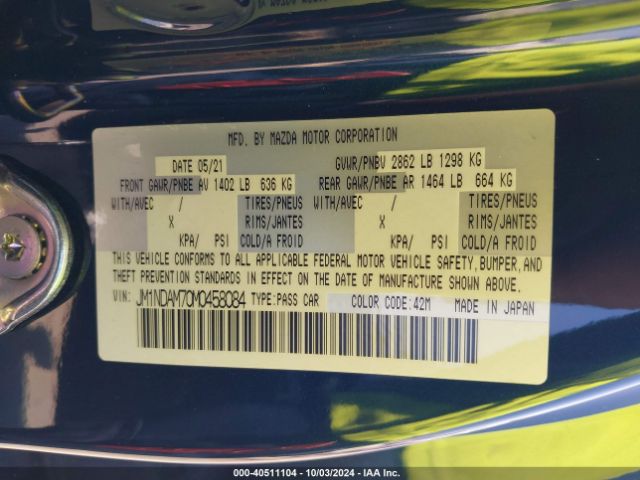 MFD. BY MAZDA MOTOR CORPORATION
DATE 05/21 GVWR/PNBV 2862 LB 1298 KG
FRONT GAWR/PNBE AV 1402 LB 636 KG REAR GAWR/PNBE AR 1464 LB 664 KG
WITH/AVEC / TIRES/PNEUS WITH/AVEC / TIRES/PNEUS
X RIMS/JANTES X RIMS/JANTES
KPA/ PSI COLD/A FROID KPA/ PSI COLD/A FROID
THIS VEHICLE CONFORMS TO ALL APPLICABLE FEDERAL MOTOR VEHICLE SAFETY, BUMPER, AND
THEFT PREVENTION STANDARDS IN EFFECT ON THE DATE OF MANUFACTURE SHOWN ABOVE.
VIN: JM1NDAM70M0458084 TYPE:PASS CAR COLOR CODE:42M MADE IN JAPAN
000-40511104 - 10/03/2024 - IAA Inc.